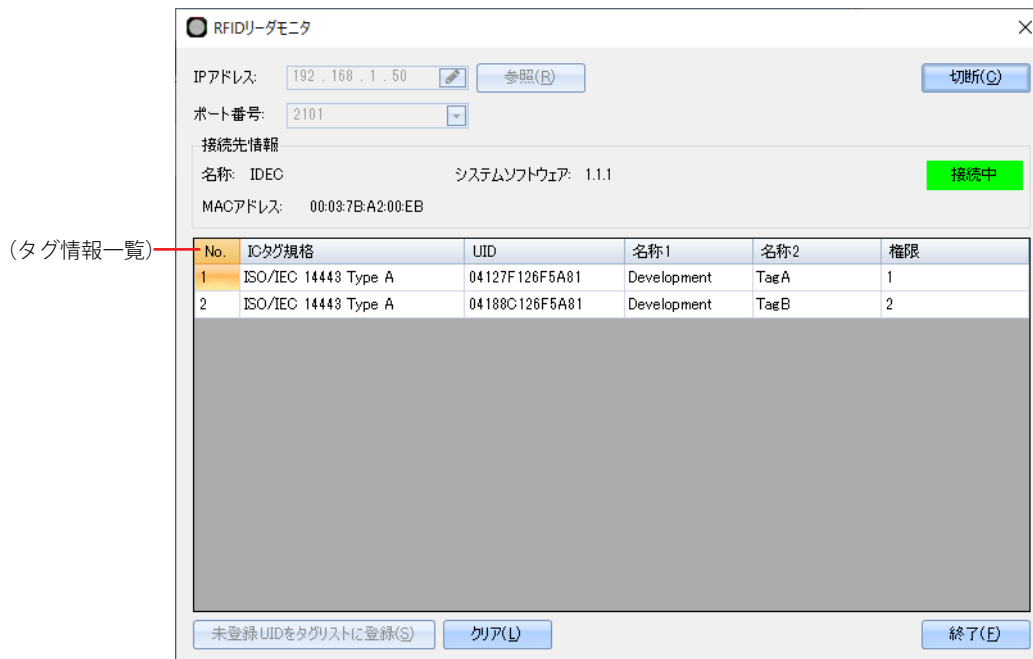 RFIDリーダモニタ
IPアドレス: 192 . 168 . 1 . 50 参照(R) 切断(C)
ポート番号: 2101
接続先情報
名称: IDEC システムソフトウェア: 1.1.1 接続中
MACアドレス: 00:03:7B:A2:00:EB
(タグ情報一覧)
No. ICタグ規格 UID 名称1 名称2 権限
1 ISO/IEC 14443 Type A 04127F126F5A81 Development TagA 1
2 ISO/IEC 14443 Type A 04188C126F5A81 Development TagB 2
未登録UIDをタグリストに登録(S) クリア(L) 終了(E)